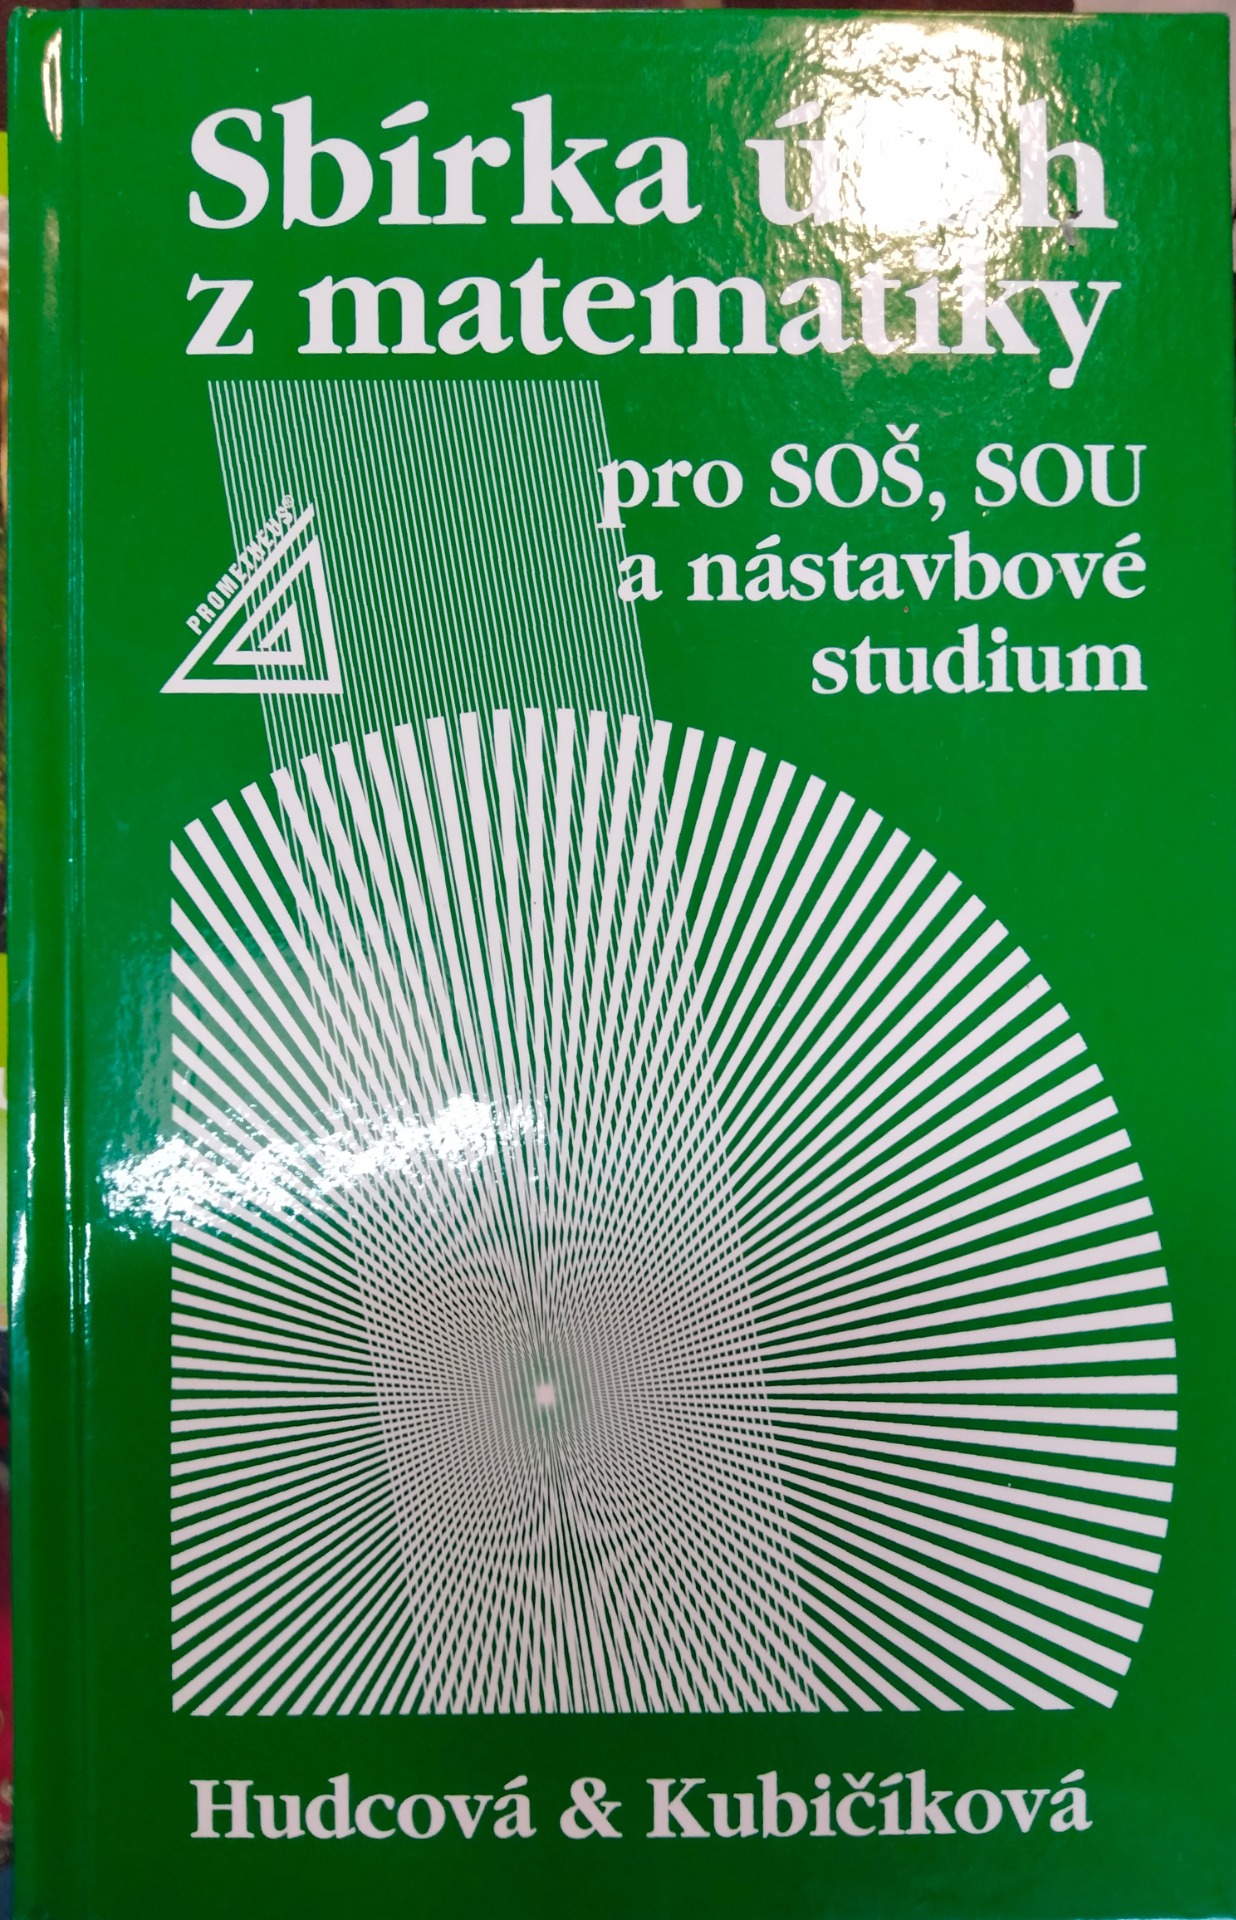 Sbírka
z matematiky
pro SOŠ, SOU
a nástavbové
studium
PROMETHEUS®
Hudcová & Kubičíková